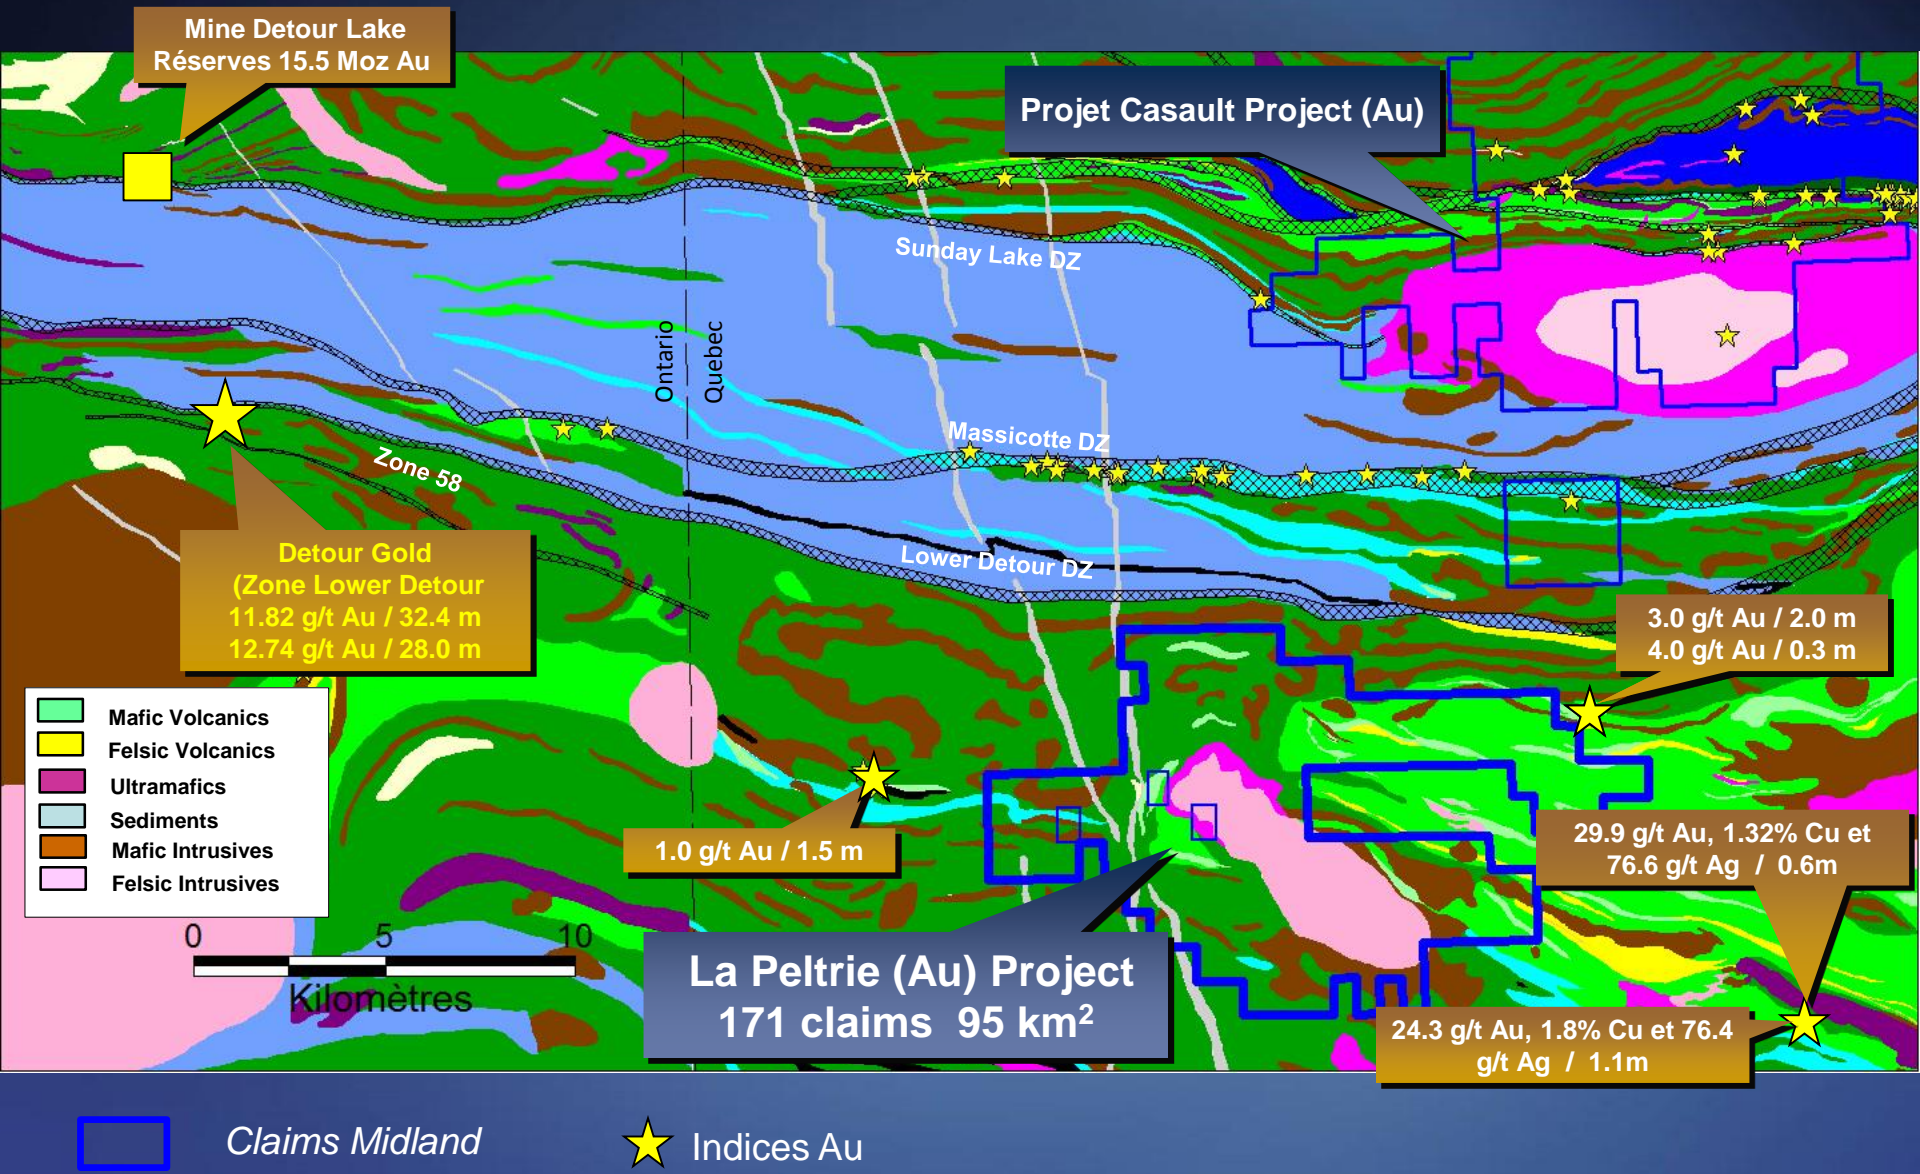 Mine Detour Lake
Réserves 15.5 Moz Au
Projet Casault Project (Au)
Sunday Lake DZ
Ontario
Quebec
Massicotte DZ
Zone 58
Lower Detour DZ
Detour Gold
(Zone Lower Detour
11.82 g/t Au / 32.4 m
12.74 g/t Au / 28.0 m
3.0 g/t Au / 2.0 m
4.0 g/t Au / 0.3 m
Mafic Volcanics
Felsic Volcanics
Ultramafics
Sediments
Mafic Intrusives
Felsic Intrusives
1.0 g/t Au / 1.5 m
29.9 g/t Au, 1.32% Cu et
76.6 g/t Ag / 0.6m
0 5 10
Kilomètres
La Peltrie (Au) Project
171 claims 95 km²
24.3 g/t Au, 1.8% Cu et 76.4
g/t Ag / 1.1m
Claims Midland
Indices Au